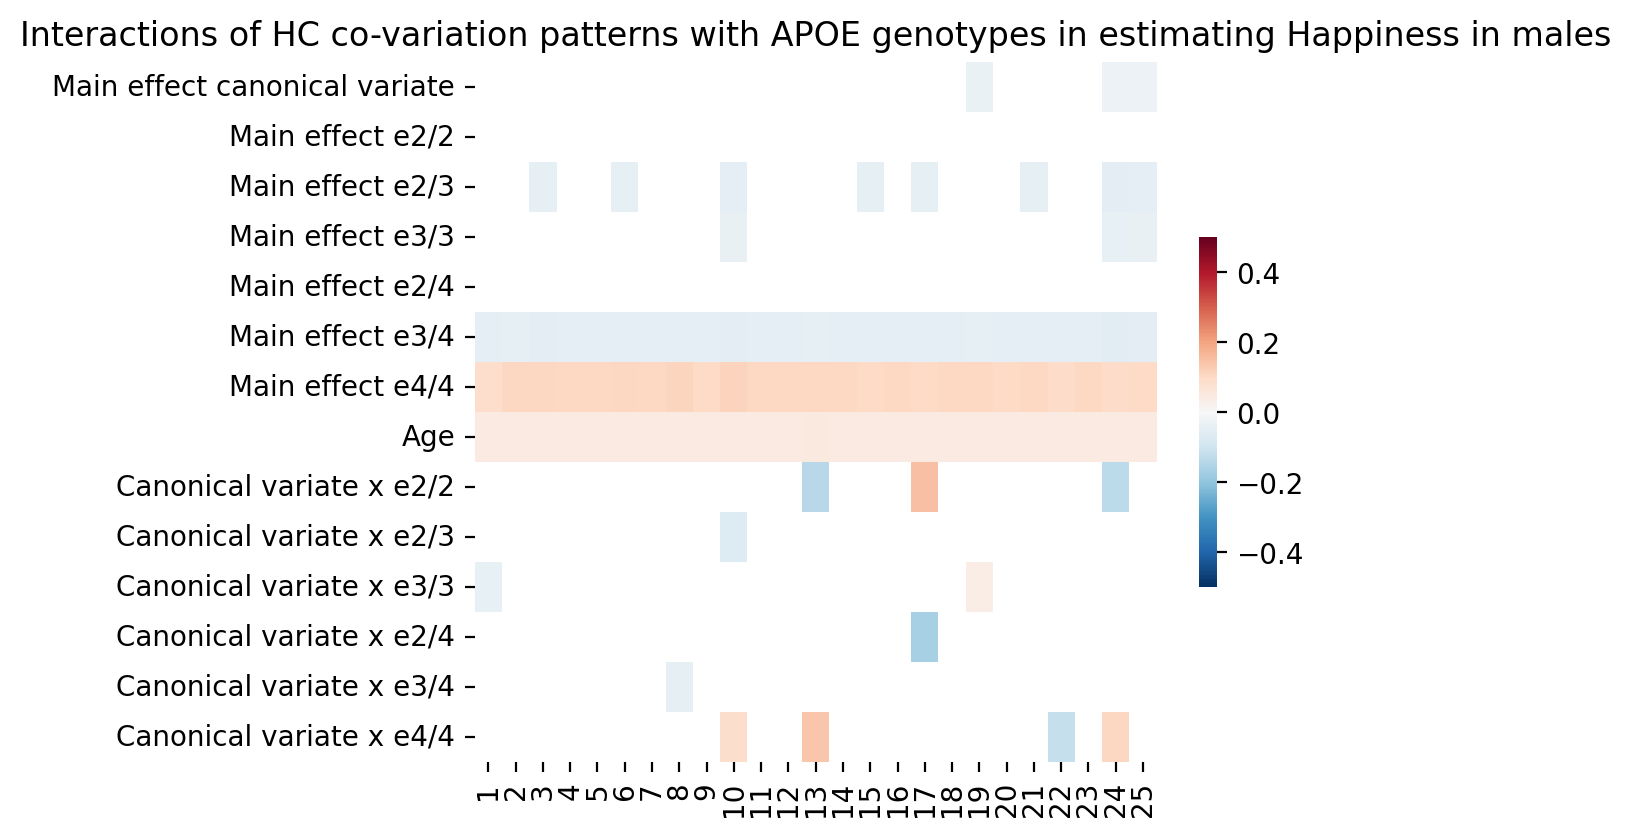 Interactions of HC co-variation patterns with APOE genotypes in estimating Happiness in males
Main effect canonical variate
Main effect e2/2
Main effect e2/3
Main effect e3/3
Main effect e2/4
Main effect e3/4
Main effect e4/4
Age
Canonical variate x e2/2
Canonical variate x e2/3
Canonical variate x e3/3
Canonical variate x e2/4
Canonical variate x e3/4
Canonical variate x e4/4
1 2 3 4 5 6 7 8 9 10 11 12 13 14 15 16 17 18 19 20 21 22 23 24 25
0.4
0.2
0.0
−0.2
−0.4